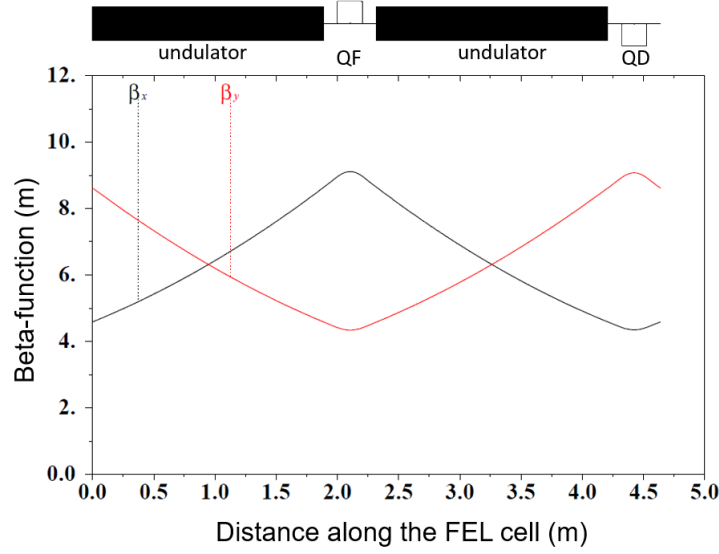 undulator QF undulator QD
12.
10.
8.
6.
4.
2.
0.0
βx βy
Beta-function (m)
0.0 0.5 1.0 1.5 2.0 2.5 3.0 3.5 4.0 4.5 5.0
Distance along the FEL cell (m)